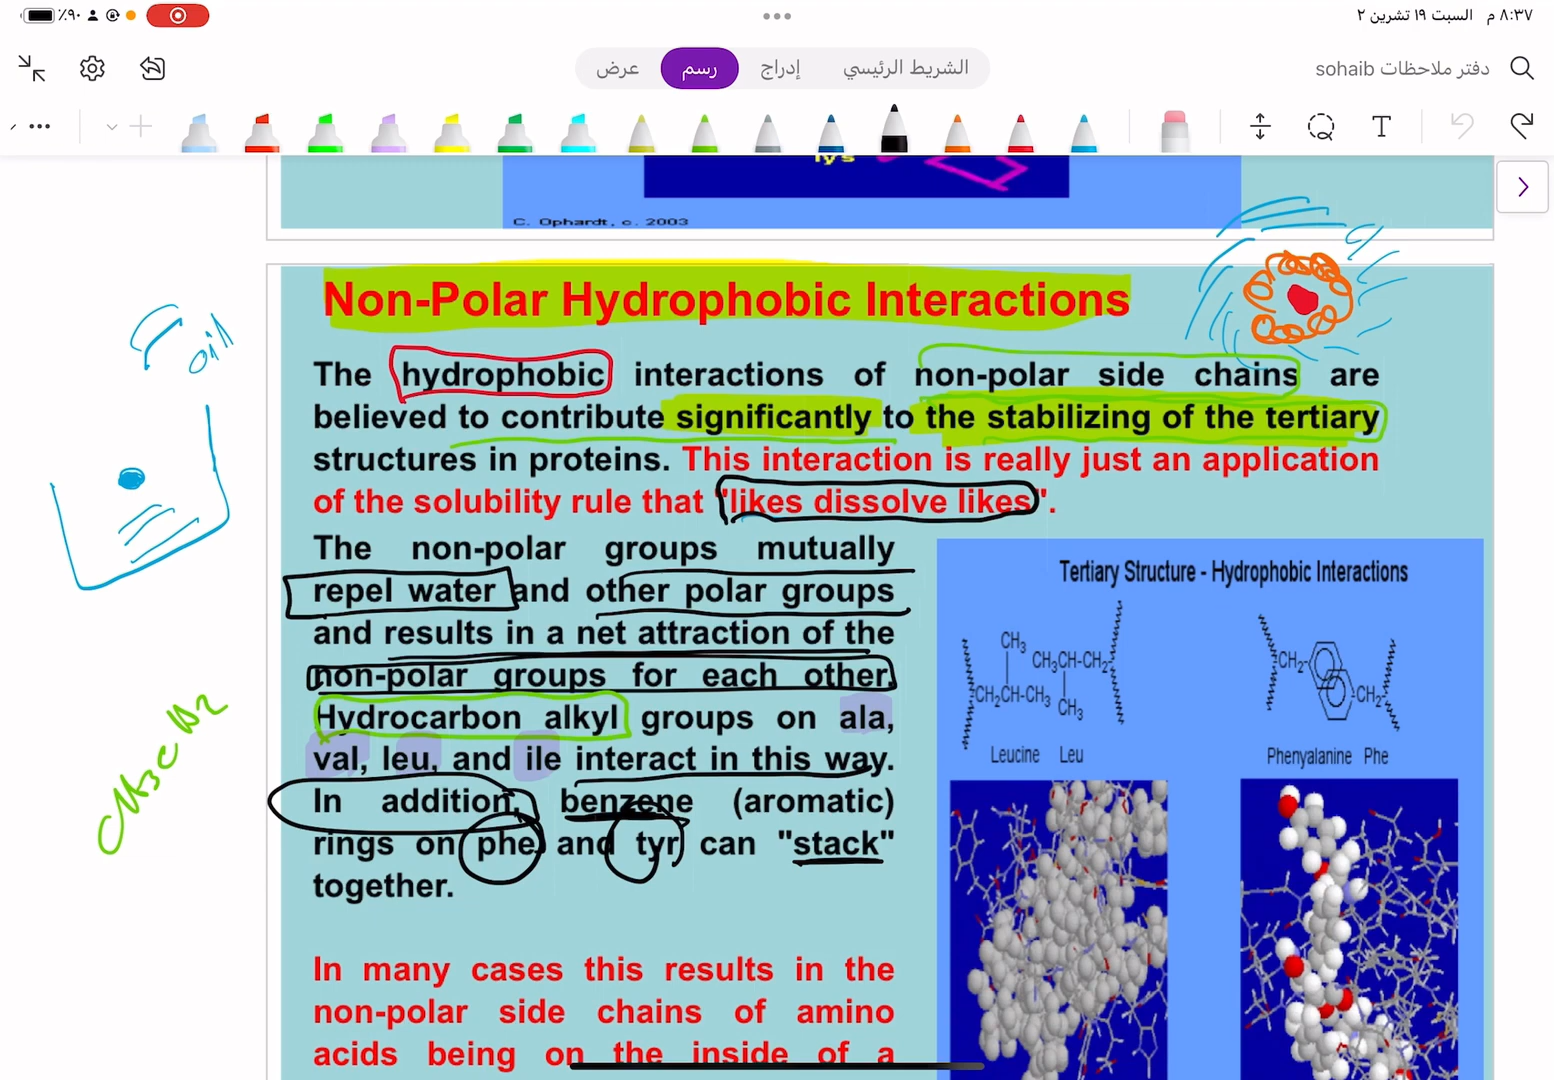 ٪٩٠
٨:٣٧ م السبت ١٩ تشرين ٢
الشريط الرئيسي إدراج رسم عرض
دفتر ملاحظات sohaib
T
ly's
C. Ophardt, c. 2003
Non-Polar Hydrophobic Interactions
The hydrophobic interactions of non-polar side chains are
believed to contribute significantly to the stabilizing of the tertiary
structures in proteins. This interaction is really just an application
of the solubility rule that "likes dissolve likes".
The non-polar groups mutually
repel water and other polar groups
and results in a net attraction of the
non-polar groups for each other.
Hydrocarbon alkyl groups on ala,
val, leu, and ile interact in this way.
In addition, benzene (aromatic)
rings on phe and tyr can "stack"
together.
In many cases this results in the
non-polar side chains of amino
acids being on the inside of a
Tertiary Structure - Hydrophobic Interactions
CH₃
CH₃CH-CH₂
CH₂CH-CH₃
CH₃
Leucine Leu
CH₂
CH₂
Phenyalanine Phe
oill